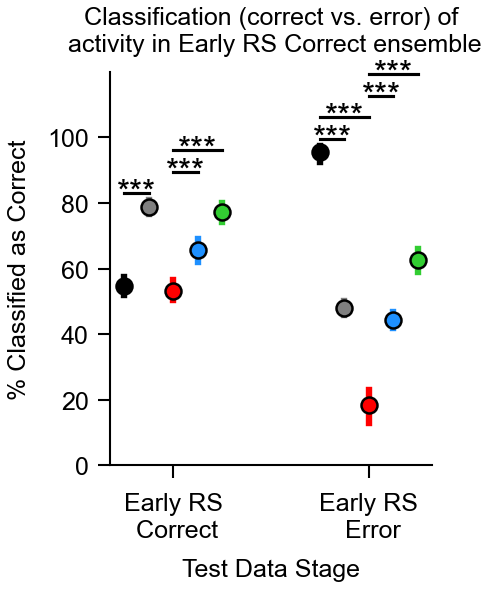 Classification (correct vs. error) of
activity in Early RS Correct ensemble
% Classified as Correct
100
80
60
40
20
0
***
***
***
***
***
***
***
Early RS
Correct
Early RS
Error
Test Data Stage